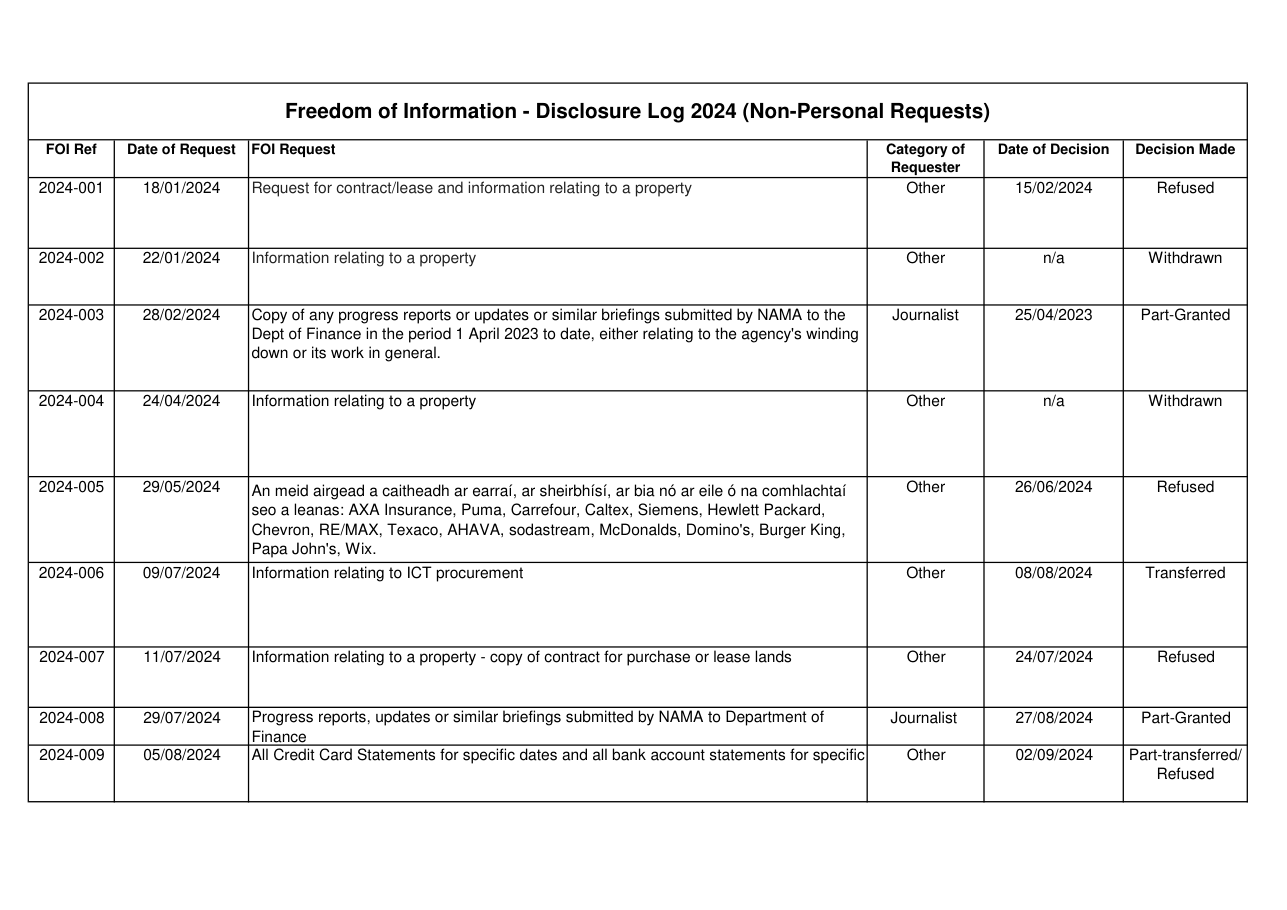 Freedom of Information - Disclosure Log 2024 (Non-Personal Requests)
FOI Ref Date of Request FOI Request Category of Requester Date of Decision Decision Made
2024-001 18/01/2024 Request for contract/lease and information relating to a property Other 15/02/2024 Refused
2024-002 22/01/2024 Information relating to a property Other n/a Withdrawn
2024-003 28/02/2024 Copy of any progress reports or updates or similar briefings submitted by NAMA to the Journalist 25/04/2023 Part-Granted
Dept of Finance in the period 1 April 2023 to date, either relating to the agency's winding
down or its work in general.
2024-004 24/04/2024 Information relating to a property Other n/a Withdrawn
2024-005 29/05/2024 An meid airgead a caitheadh ar earraí, ar sheirbhísí, ar bia nó ar eile ó na comhlachtaí Other 26/06/2024 Refused
seo a leanas: AXA Insurance, Puma, Carrefour, Caltex, Siemens, Hewlett Packard,
Chevron, RE/MAX, Texaco, AHAVA, sodastream, McDonalds, Domino's, Burger King,
Papa John's, Wix.
2024-006 09/07/2024 Information relating to ICT procurement Other 08/08/2024 Transferred
2024-007 11/07/2024 Information relating to a property - copy of contract for purchase or lease lands Other 24/07/2024 Refused
2024-008 29/07/2024 Progress reports, updates or similar briefings submitted by NAMA to Department of Journalist 27/08/2024 Part-Granted
Finance
2024-009 05/08/2024 All Credit Card Statements for specific dates and all bank account statements for specific Other 02/09/2024 Part-transferred/
Refused